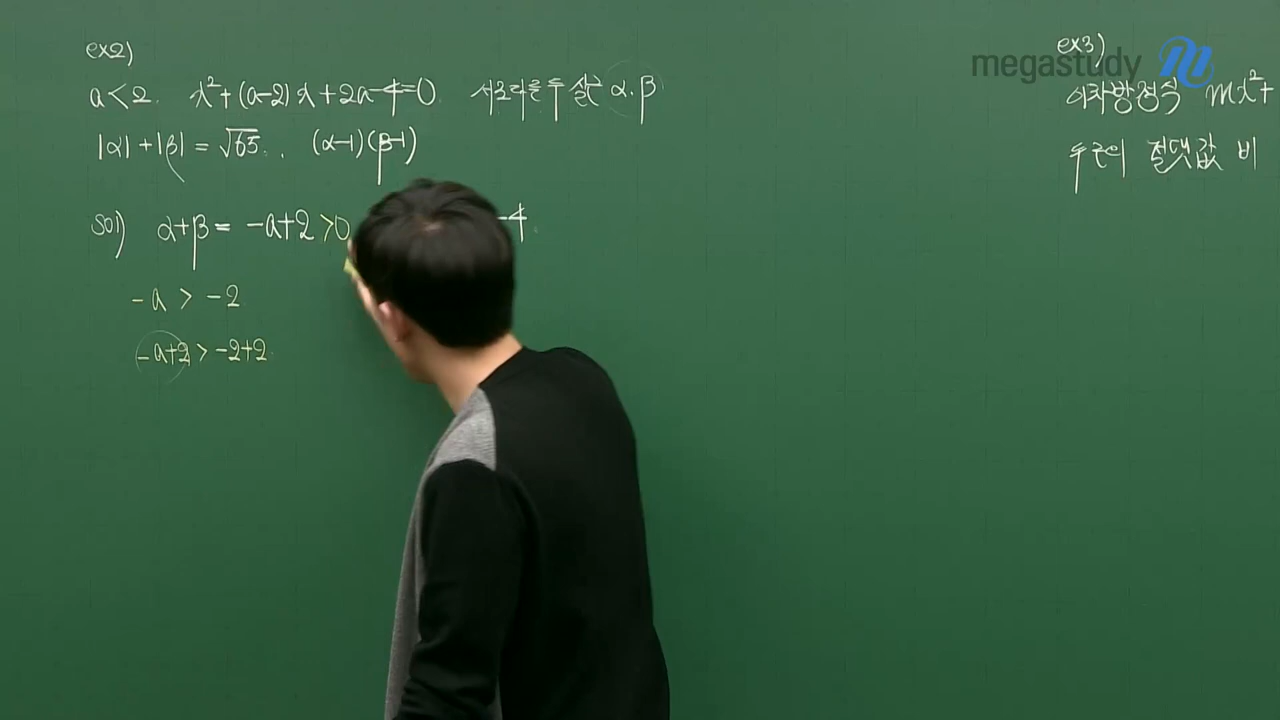 ex2)
a < 2. x²+(a-2)x+2a-4=0 서로다른 두 실근 α, β
|α|+|β| = √65. , (α-1)(β-1)
sol) α+β = -a+2 >0 -4
-a > -2
-a+2 > -2+2
megastudy
ex3)
이차방정식 mx²+
두근의 절댓값 비